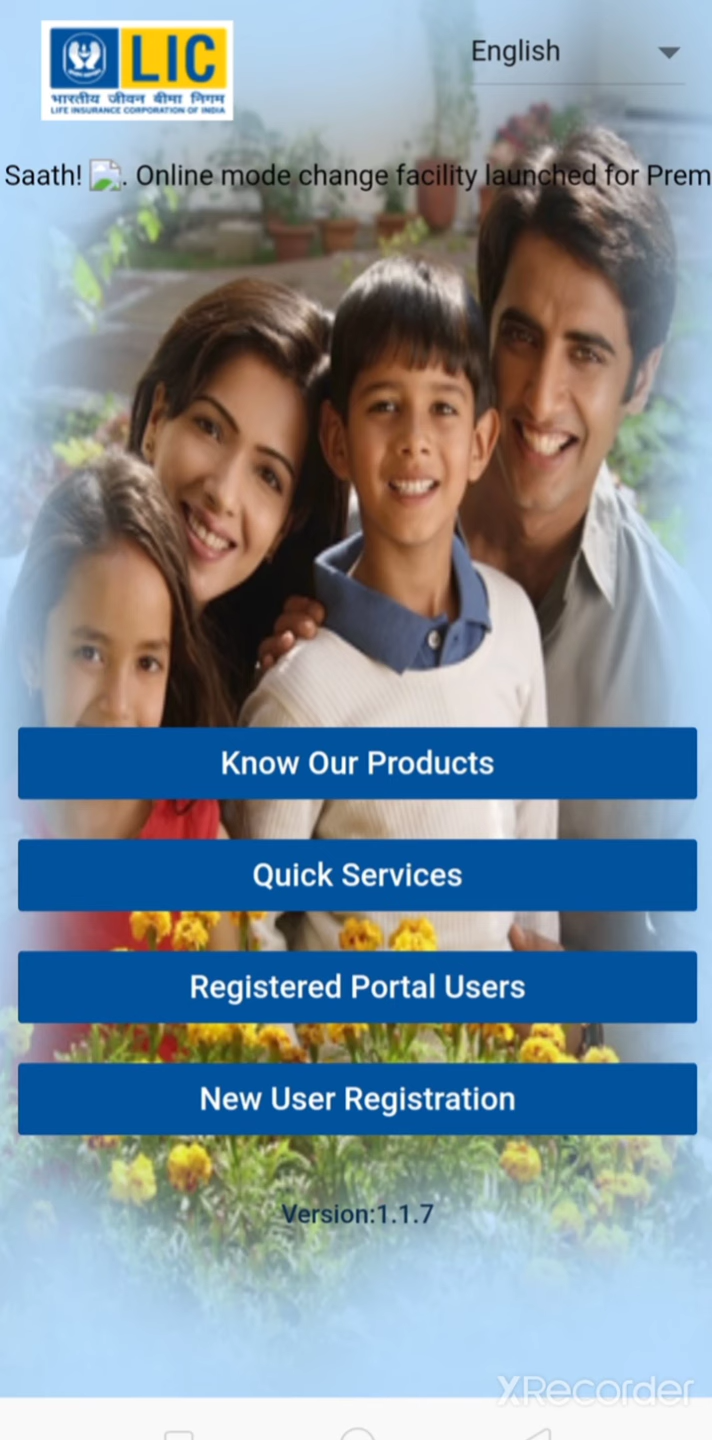 LIC
भारतीय जीवन बीमा निगम
LIFE INSURANCE CORPORATION OF INDIA
English
Saath! . Online mode change facility launched for Prem
Know Our Products
Quick Services
Registered Portal Users
New User Registration
Version:1.1.7
XRecorder